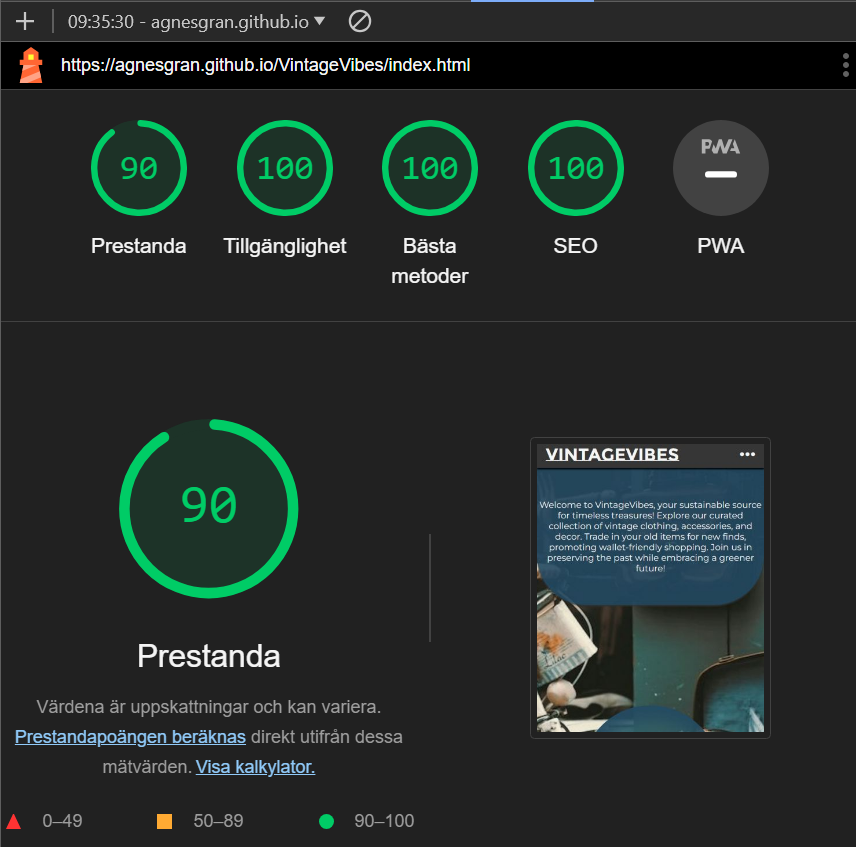 09:35:30 - agnesgran.github.io
https://agnesgran.github.io/VintageVibes/index.html
90
100
100
100
PWA
Prestanda
Tillgänglighet
Bästa
metoder
SEO
PWA
90
Prestanda
Värdena är uppskattningar och kan variera.
Prestandapoängen beräknas direkt utifrån dessa
mätvärden. Visa kalkylator.
0–49
50–89
90–100
VINTAGEVIBES
Welcome to VintageVibes, your sustainable source
for timeless treasures! Explore our curated
collection of vintage clothing, accessories, and
decor. Trade in your old items for new finds,
promoting wallet-friendly shopping. Join us in
preserving the past while embracing a greener
future!